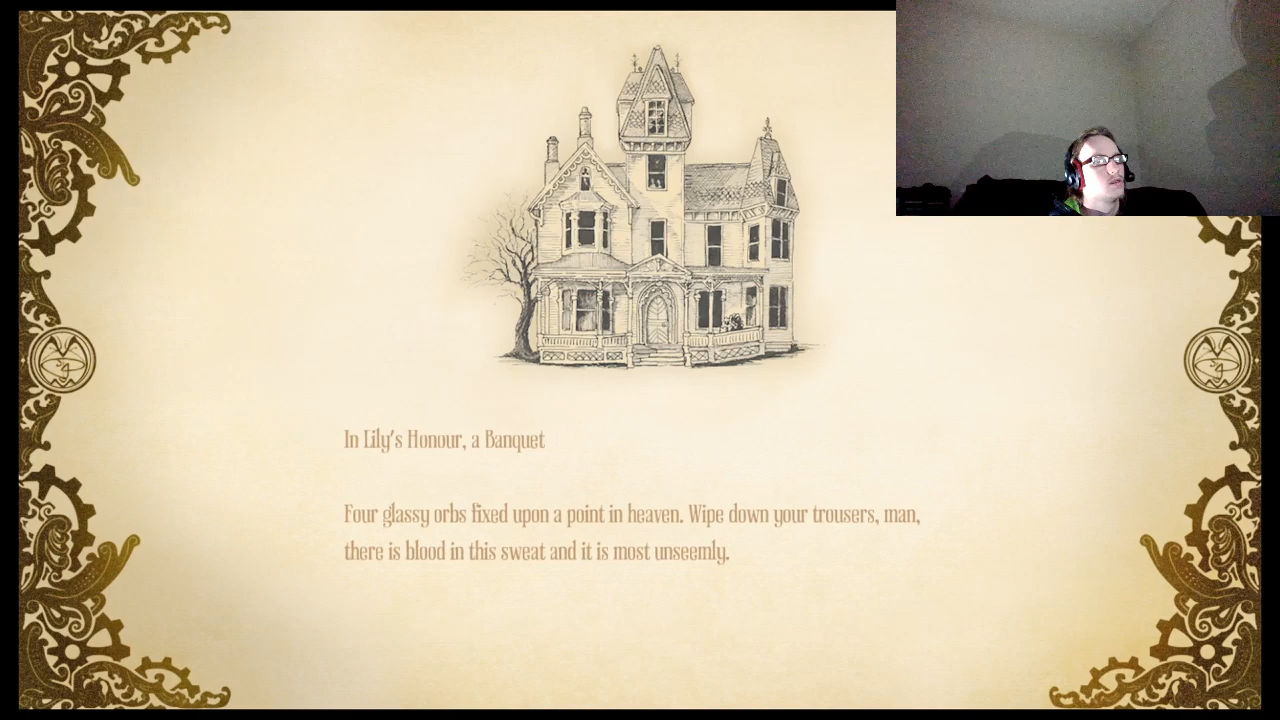 In Lily's Honour, a Banquet
Four glassy orbs fixed upon a point in heaven. Wipe down your trousers, man,
there is blood in this sweat and it is most unseemly.